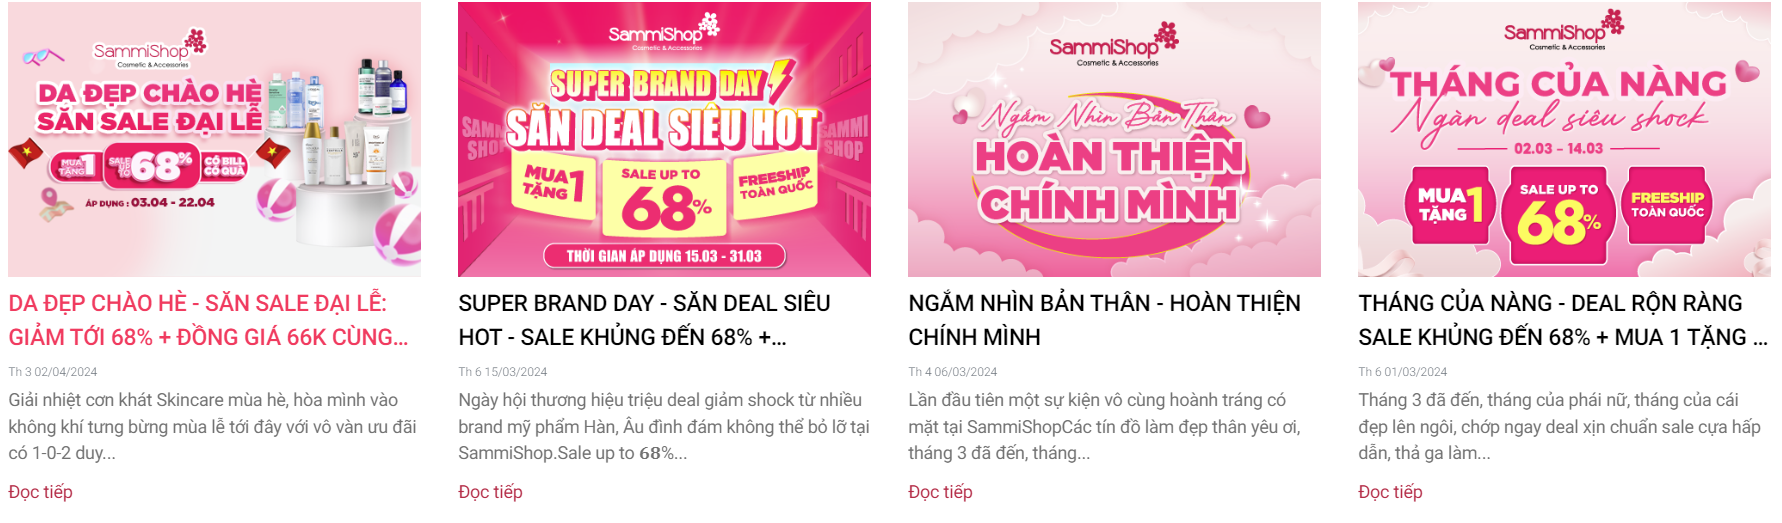 SammiShop
Cosmetic & Accessories
DA ĐẸP CHÀO HÈ
SĂN SALE ĐẠI LỄ
MUA 1
TẶNG
SALE UP TO 68%
CÓ BILL
CÓ QUÀ
ÁP DỤNG : 03.04 - 22.04
DA ĐẸP CHÀO HÈ - SĂN SALE ĐẠI LỄ:
GIẢM TỚI 68% + ĐỒNG GIÁ 66K CÙNG...
Th 3 02/04/2024
Giải nhiệt cơn khát Skincare mùa hè, hòa mình vào
không khí tưng bừng mùa lễ tới đây với vô vàn ưu đãi
có 1-0-2 duy...
Đọc tiếp
SammiShop
Cosmetic & Accessories
SUPER BRAND DAY
SĂN DEAL SIÊU HOT
SAMMI
SHOP
SAMMI
SHOP
MUA 1
TẶNG
SALE UP TO
68%
FREESHIP
TOÀN QUỐC
THỜI GIAN ÁP DỤNG 15.03 - 31.03
SUPER BRAND DAY - SĂN DEAL SIÊU
HOT - SALE KHỦNG ĐẾN 68% +...
Th 6 15/03/2024
Ngày hội thương hiệu triệu deal giảm shock từ nhiều
brand mỹ phẩm Hàn, Âu đình đám không thể bỏ lỡ tại
SammiShop.Sale up to 68%...
Đọc tiếp
SammiShop
Cosmetic & Accessories
Ngắm Nhìn Bản Thân
HOÀN THIỆN
CHÍNH MÌNH
NGẮM NHÌN BẢN THÂN - HOÀN THIỆN
CHÍNH MÌNH
Th 4 06/03/2024
Lần đầu tiên một sự kiện vô cùng hoành tráng có
mặt tại SammiShopCác tín đồ làm đẹp thân yêu ơi,
tháng 3 đã đến, tháng...
Đọc tiếp
SammiShop
Cosmetic & Accessories
THÁNG CỦA NÀNG
Ngàn deal siêu shock
02.03 - 14.03
MUA 1
TẶNG
SALE UP TO
68%
FREESHIP
TOÀN QUỐC
THÁNG CỦA NÀNG - DEAL RỘN RÀNG
SALE KHỦNG ĐẾN 68% + MUA 1 TẶNG ...
Th 6 01/03/2024
Tháng 3 đã đến, tháng của phái nữ, tháng của cái
đẹp lên ngôi, chớp ngay deal xịn chuẩn sale cựa hấp
dẫn, thả ga làm...
Đọc tiếp